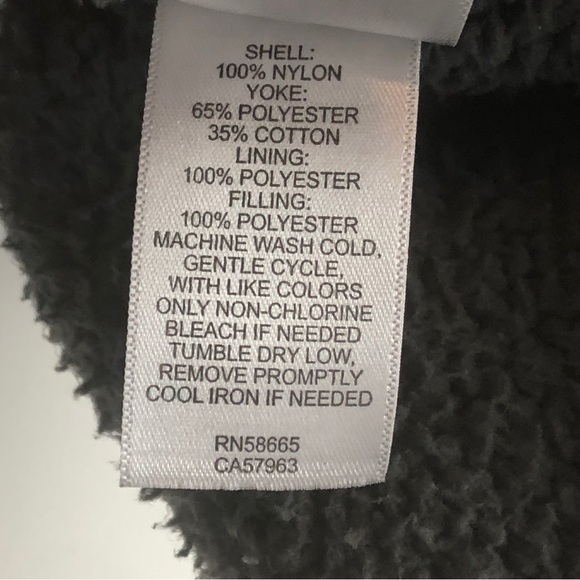 SHELL:
100% NYLON
YOKE:
65% POLYESTER
35% COTTON
LINING:
100% POLYESTER
FILLING:
100% POLYESTER
MACHINE WASH COLD,
GENTLE CYCLE,
WITH LIKE COLORS
ONLY NON-CHLORINE
BLEACH IF NEEDED
TUMBLE DRY LOW,
REMOVE PROMPTLY
COOL IRON IF NEEDED
RN58665
CA57963